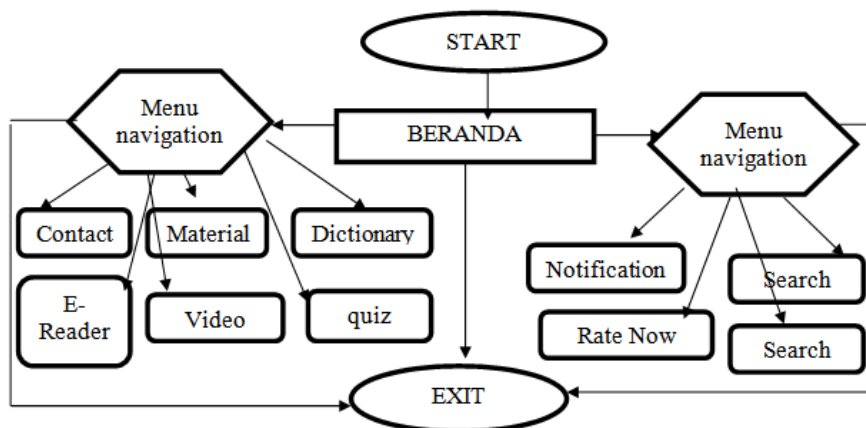 START
Menu
navigation
BERANDA
Menu
navigation
Contact
Material
Dictionary
Notification
Search
E-
Reader
Video
quiz
Rate Now
Search
EXIT